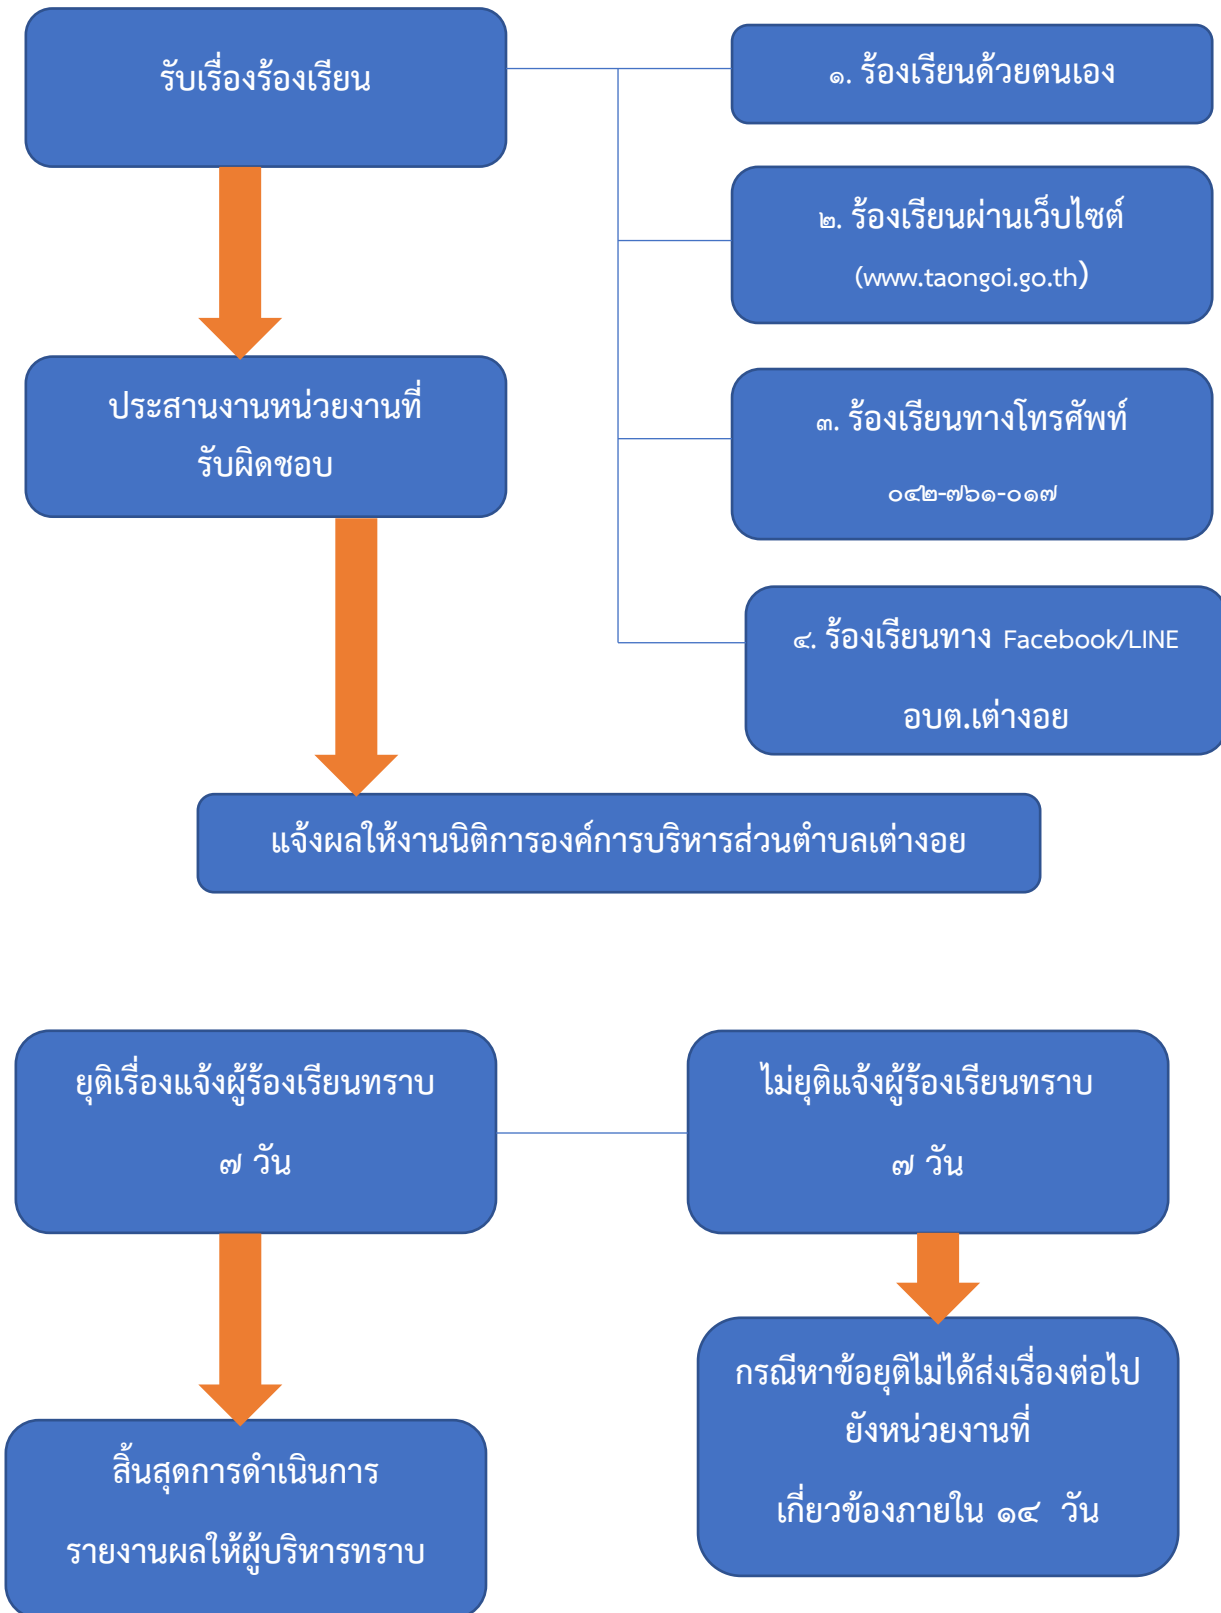 รับเรื่องร้องเรียน
๑. ร้องเรียนด้วยตนเอง
๒. ร้องเรียนผ่านเว็บไซต์
(www.taongoi.go.th)
ประสานงานหน่วยงานที่
รับผิดชอบ
๓. ร้องเรียนทางโทรศัพท์
๐๔๒-๗๖๑-๐๑๗
๔. ร้องเรียนทาง Facebook/LINE
อบต.เต่างอย
แจ้งผลให้งานนิติการองค์การบริหารส่วนตำบลเต่างอย
ยุติเรื่องแจ้งผู้ร้องเรียนทราบ
๗ วัน
ไม่ยุติแจ้งผู้ร้องเรียนทราบ
๗ วัน
กรณีหาข้อยุติไม่ได้ส่งเรื่องต่อไป
ยังหน่วยงานที่
เกี่ยวข้องภายใน ๑๔ วัน
สิ้นสุดการดำเนินการ
รายงานผลให้ผู้บริหารทราบ